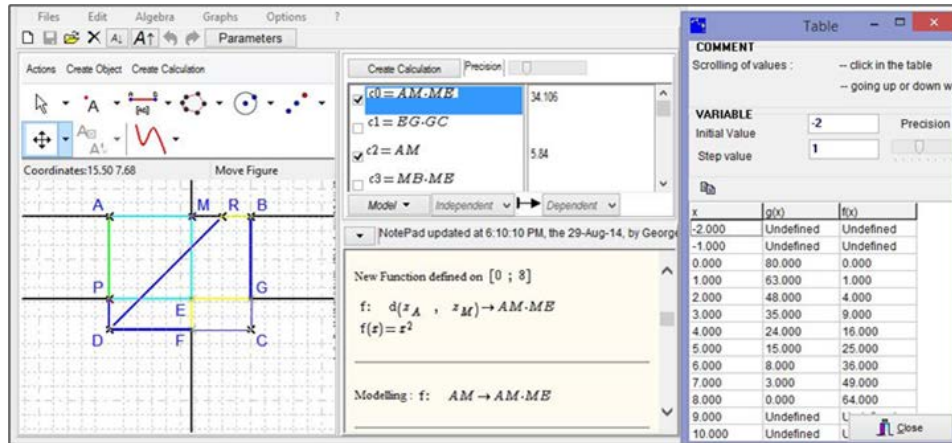 Files Edit Algebra Graphs Options ?
Parameters
Actions Create Object Create Calculation
Coordinates:15.50 7.68 Move Figure
A M R B
P E G
D F C
Create Calculation Precision
c0 = AM·ME 34.106
c1 = EG·GC
c2 = AM 5.84
c3 = MB·ME
Model Independent Dependent
NotePad updated at 6:10:10 PM, the 29-Aug-14, by George
New Function defined on [0 ; 8]
f: d(z_A , z_M) → AM·ME
f(x) = x²
Modelling : f: AM → AM·ME
Table
COMMENT
Scrolling of values : -- click in the table
-- going up or down w
VARIABLE
Initial Value -2 Precision
Step value 1
x g(x) f(x)
-2.000 Undefined Undefined
-1.000 Undefined Undefined
0.000 80.000 0.000
1.000 63.000 1.000
2.000 48.000 4.000
3.000 35.000 9.000
4.000 24.000 16.000
5.000 15.000 25.000
6.000 8.000 36.000
7.000 3.000 49.000
8.000 0.000 64.000
9.000 Undefined
10.000 Undefined
Close